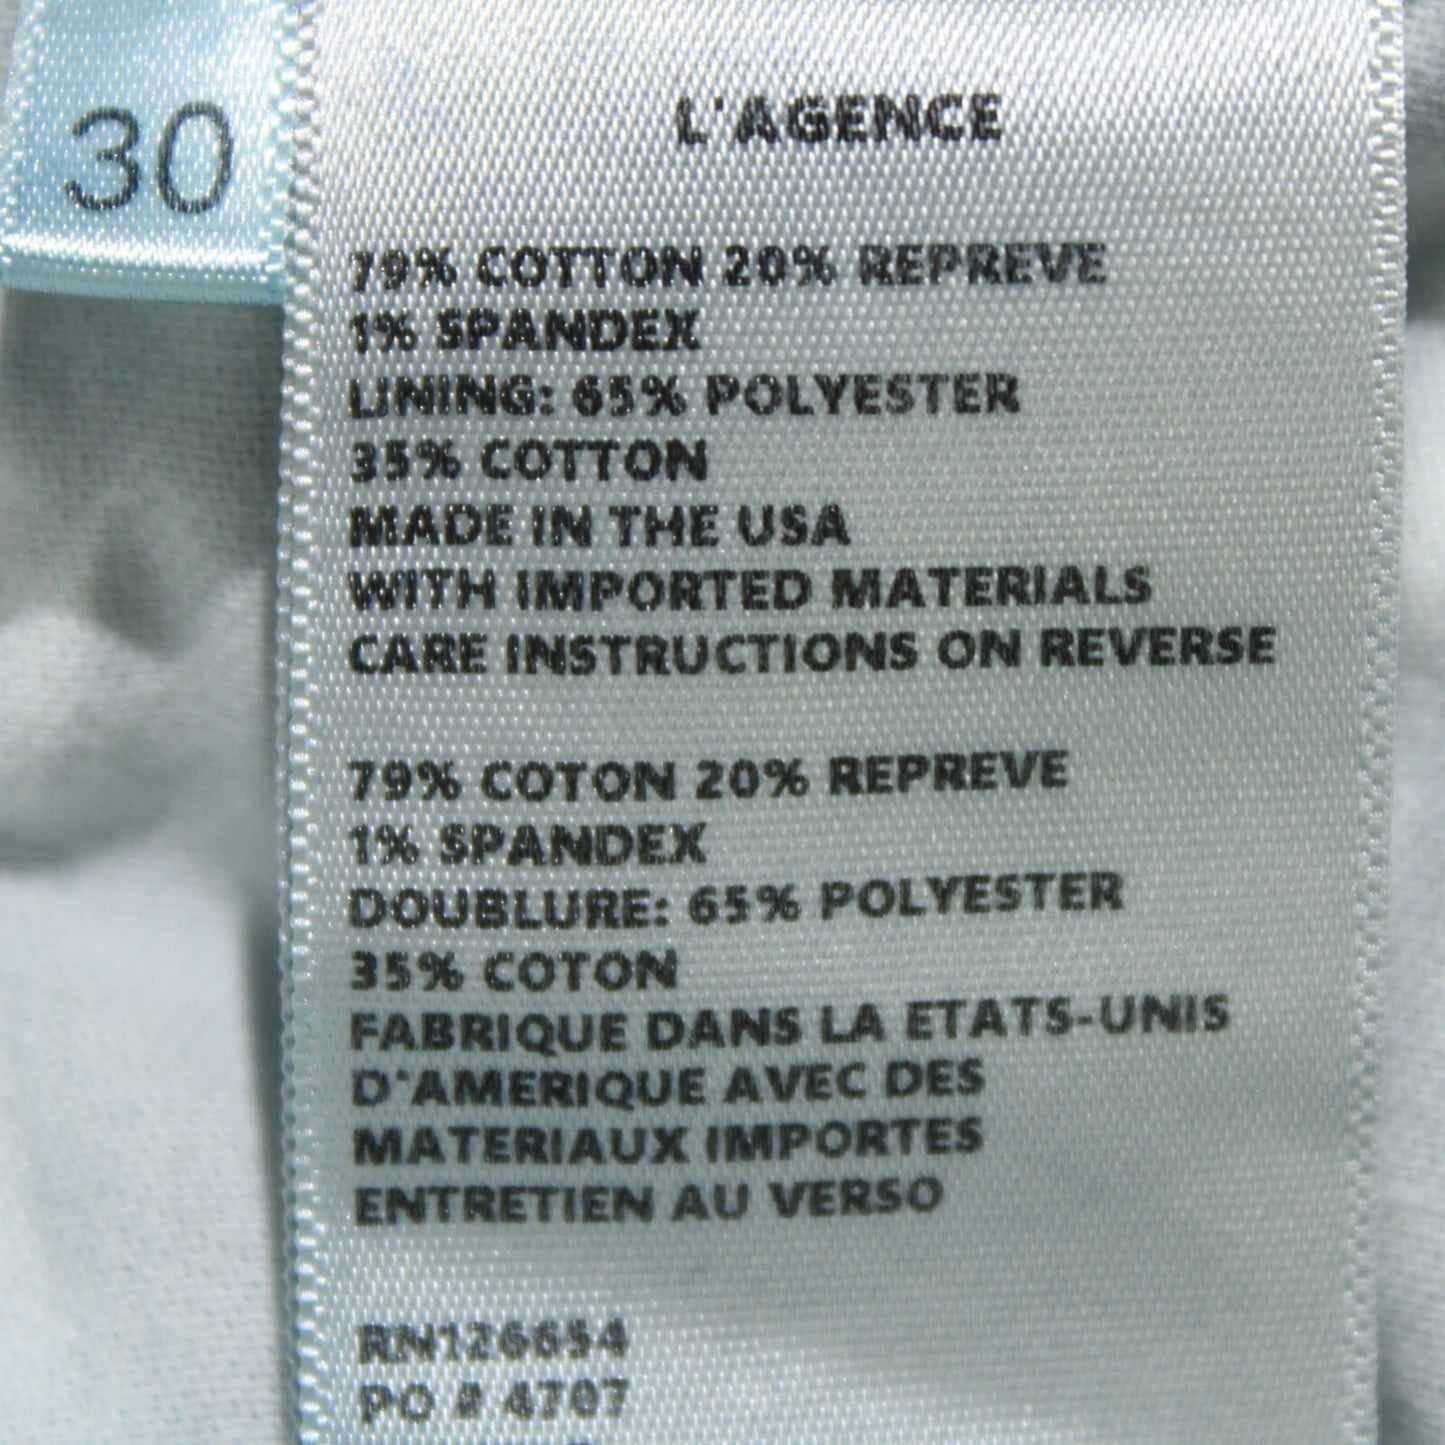 30
L'AGENCE
79% COTTON 20% REPREVE
1% SPANDEX
LINING: 65% POLYESTER
35% COTTON
MADE IN THE USA
WITH IMPORTED MATERIALS
CARE INSTRUCTIONS ON REVERSE
79% COTON 20% REPREVE
1% SPANDEX
DOUBLURE: 65% POLYESTER
35% COTON
FABRIQUE DANS LA ETATS-UNIS
D'AMERIQUE AVEC DES
MATERIAUX IMPORTES
ENTRETIEN AU VERSO
RN126654
PO # 4707